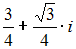 3/4 + √3/4 · i